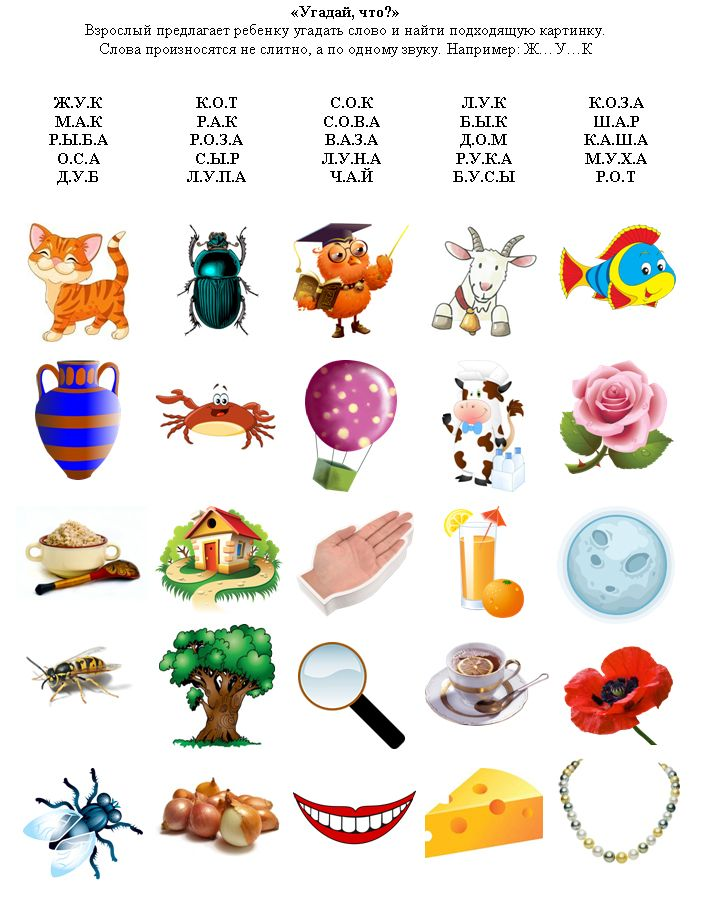 «Угадай, что?»
Взрослый предлагает ребенку угадать слово и найти подходящую картинку.
Слова произносятся не слитно, а по одному звуку. Например: Ж…У…К
Ж.У.К К.О.Т С.О.К Л.У.К К.О.З.А
М.А.К Р.А.К С.О.В.А Б.Ы.К Ш.А.Р
Р.Ы.Б.А Р.О.З.А В.А.З.А Д.О.М К.А.Ш.А
О.С.А С.Ы.Р Л.У.Н.А Р.У.К.А М.У.Х.А
Д.У.Б Л.У.П.А Ч.А.Й Б.У.С.Ы Р.О.Т